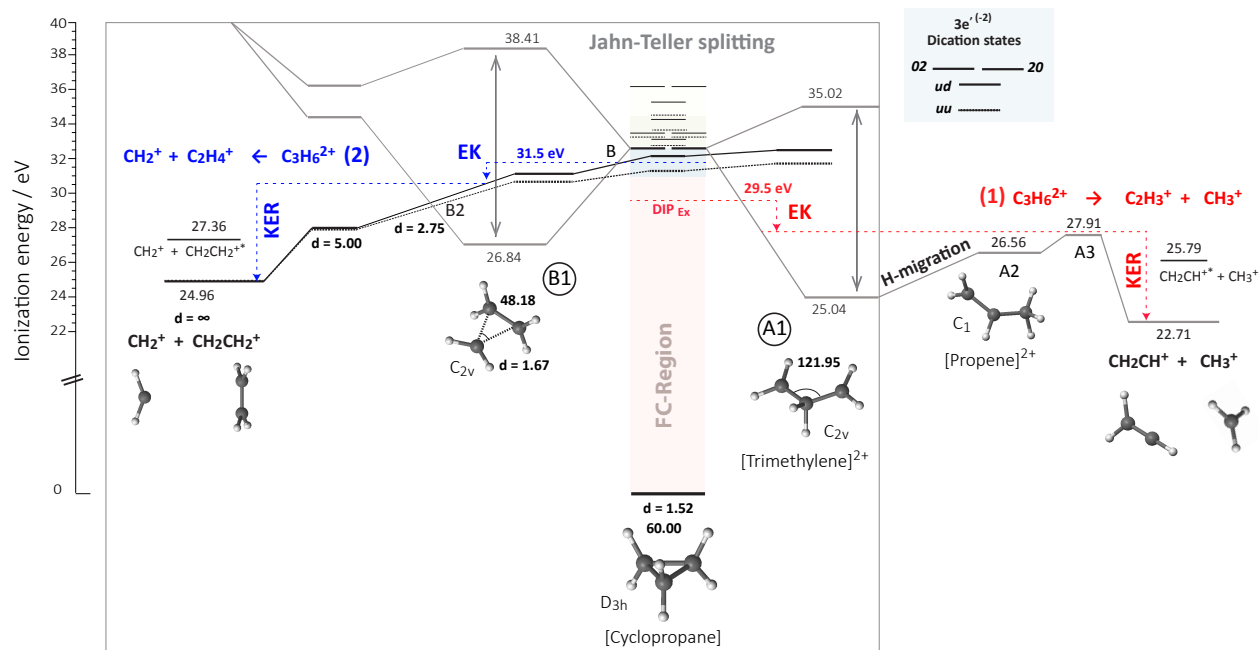 Ionization energy / eV
40
38
36
34
32
30
28
26
24
22
0
Jahn-Teller splitting
3e′ (-2)
Dication states
02
20
ud
uu
38.41
35.02
CH2+ + C2H4+ ← C3H6 2+ (2)
EK
31.5 eV
B
29.5 eV
DIP Ex
EK
(1) C3H6 2+ → C2H3+ + CH3+
KER
B2
d = 2.75
d = 5.00
27.36
CH2+ + CH2CH2+*
26.84
24.96
d = ∞
CH2+ + CH2CH2+
B1
48.18
C2v
d = 1.67
FC-Region
d = 1.52
60.00
D3h
[Cyclopropane]
25.04
A1
121.95
C2v
[Trimethylene]2+
H-migration
26.56
A2
27.91
A3
C1
[Propene]2+
KER
25.79
CH2CH+* + CH3+
22.71
CH2CH+ + CH3+